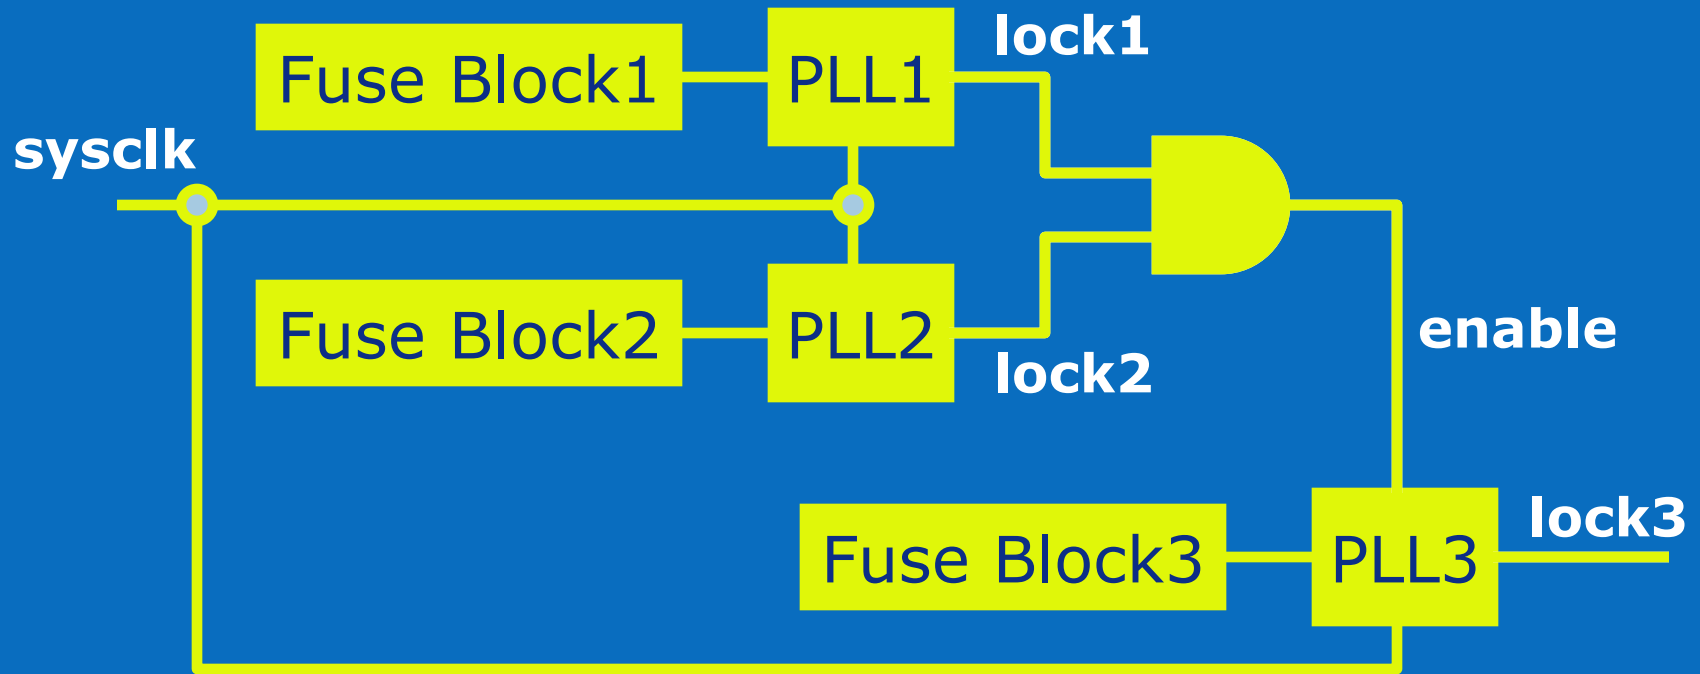 lock1
Fuse Block1
PLL1
sysclk
Fuse Block2
PLL2
enable
lock2
lock3
Fuse Block3
PLL3